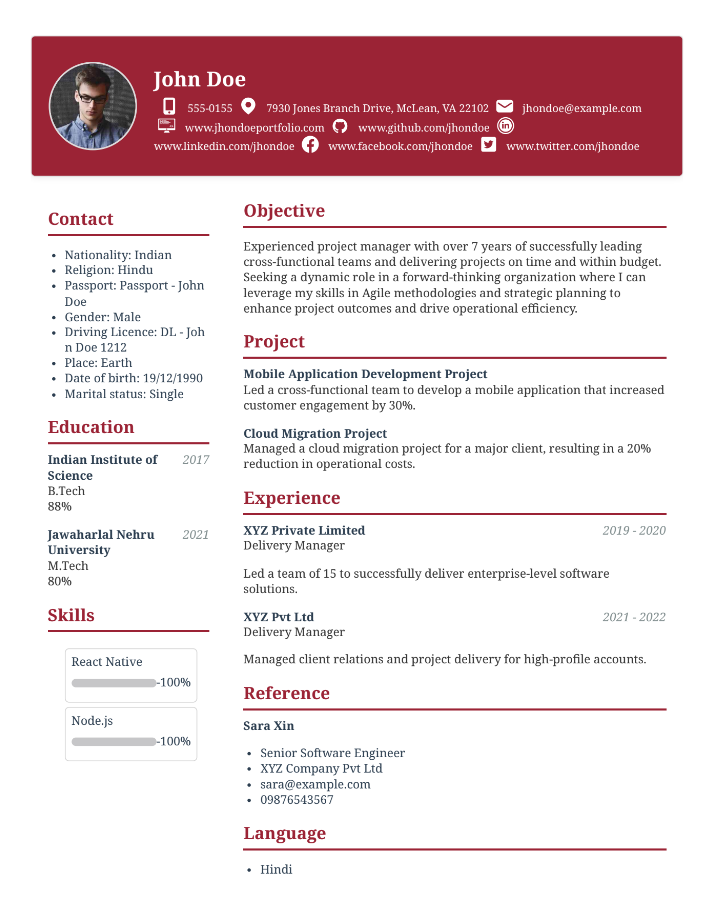 John Doe
555-0155 7930 Jones Branch Drive, McLean, VA 22102 jhondoe@example.com
www.jhondoeportfolio.com www.github.com/jhondoe
www.linkedin.com/jhondoe www.facebook.com/jhondoe www.twitter.com/jhondoe
Contact
• Nationality: Indian
• Religion: Hindu
• Passport: Passport - John
Doe
• Gender: Male
• Driving Licence: DL - Joh
n Doe 1212
• Place: Earth
• Date of birth: 19/12/1990
• Marital status: Single
Education
Indian Institute of 2017
Science
B.Tech
88%
Jawaharlal Nehru 2021
University
M.Tech
80%
Skills
React Native
-100%
Node.js
-100%
Objective
Experienced project manager with over 7 years of successfully leading
cross-functional teams and delivering projects on time and within budget.
Seeking a dynamic role in a forward-thinking organization where I can
leverage my skills in Agile methodologies and strategic planning to
enhance project outcomes and drive operational efficiency.
Project
Mobile Application Development Project
Led a cross-functional team to develop a mobile application that increased
customer engagement by 30%.
Cloud Migration Project
Managed a cloud migration project for a major client, resulting in a 20%
reduction in operational costs.
Experience
XYZ Private Limited 2019 - 2020
Delivery Manager
Led a team of 15 to successfully deliver enterprise-level software
solutions.
XYZ Pvt Ltd 2021 - 2022
Delivery Manager
Managed client relations and project delivery for high-profile accounts.
Reference
Sara Xin
• Senior Software Engineer
• XYZ Company Pvt Ltd
• sara@example.com
• 09876543567
Language
• Hindi